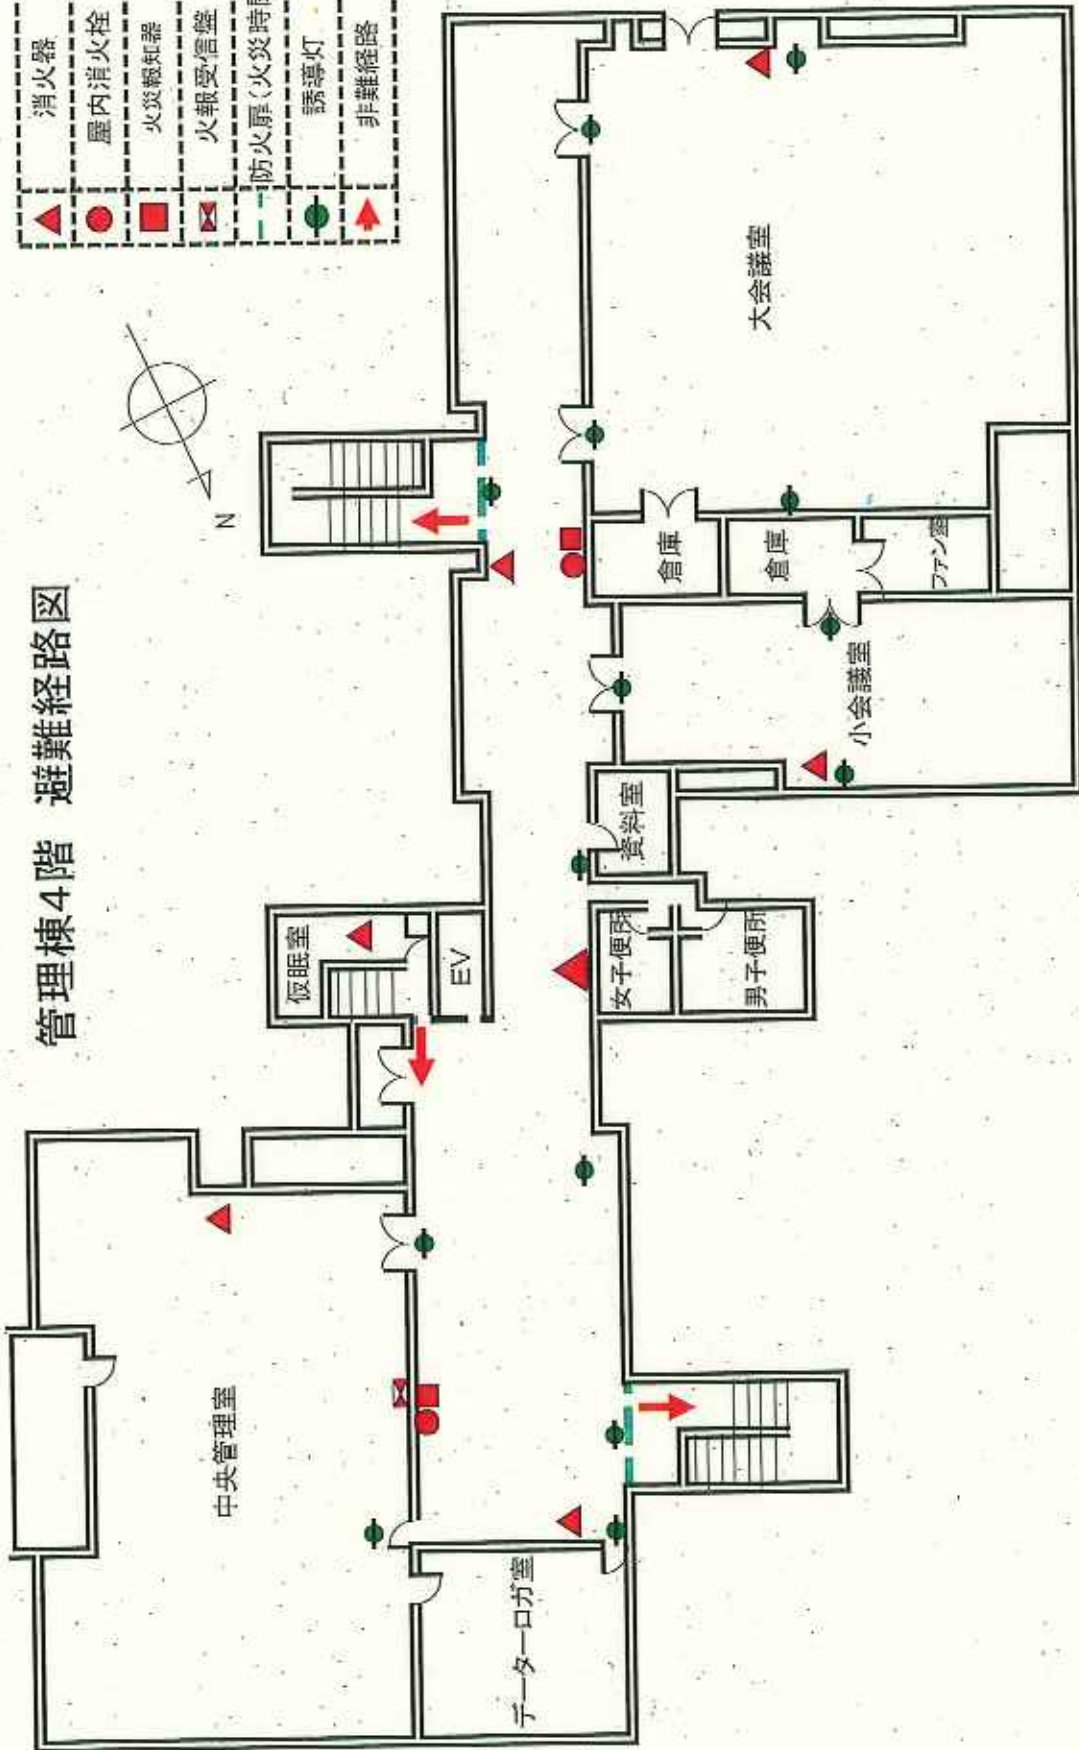 管理棟4階 避難経路図
消火器
屋内消火栓
火災報知器
火報受信盤
防火扉(火災時
誘導灯
非難経路
N
中央管理室
仮眠室
EV
データーロガ室
女子便所
男子便所
資料室
小会議室
倉庫
倉庫
ファン室
大会議室